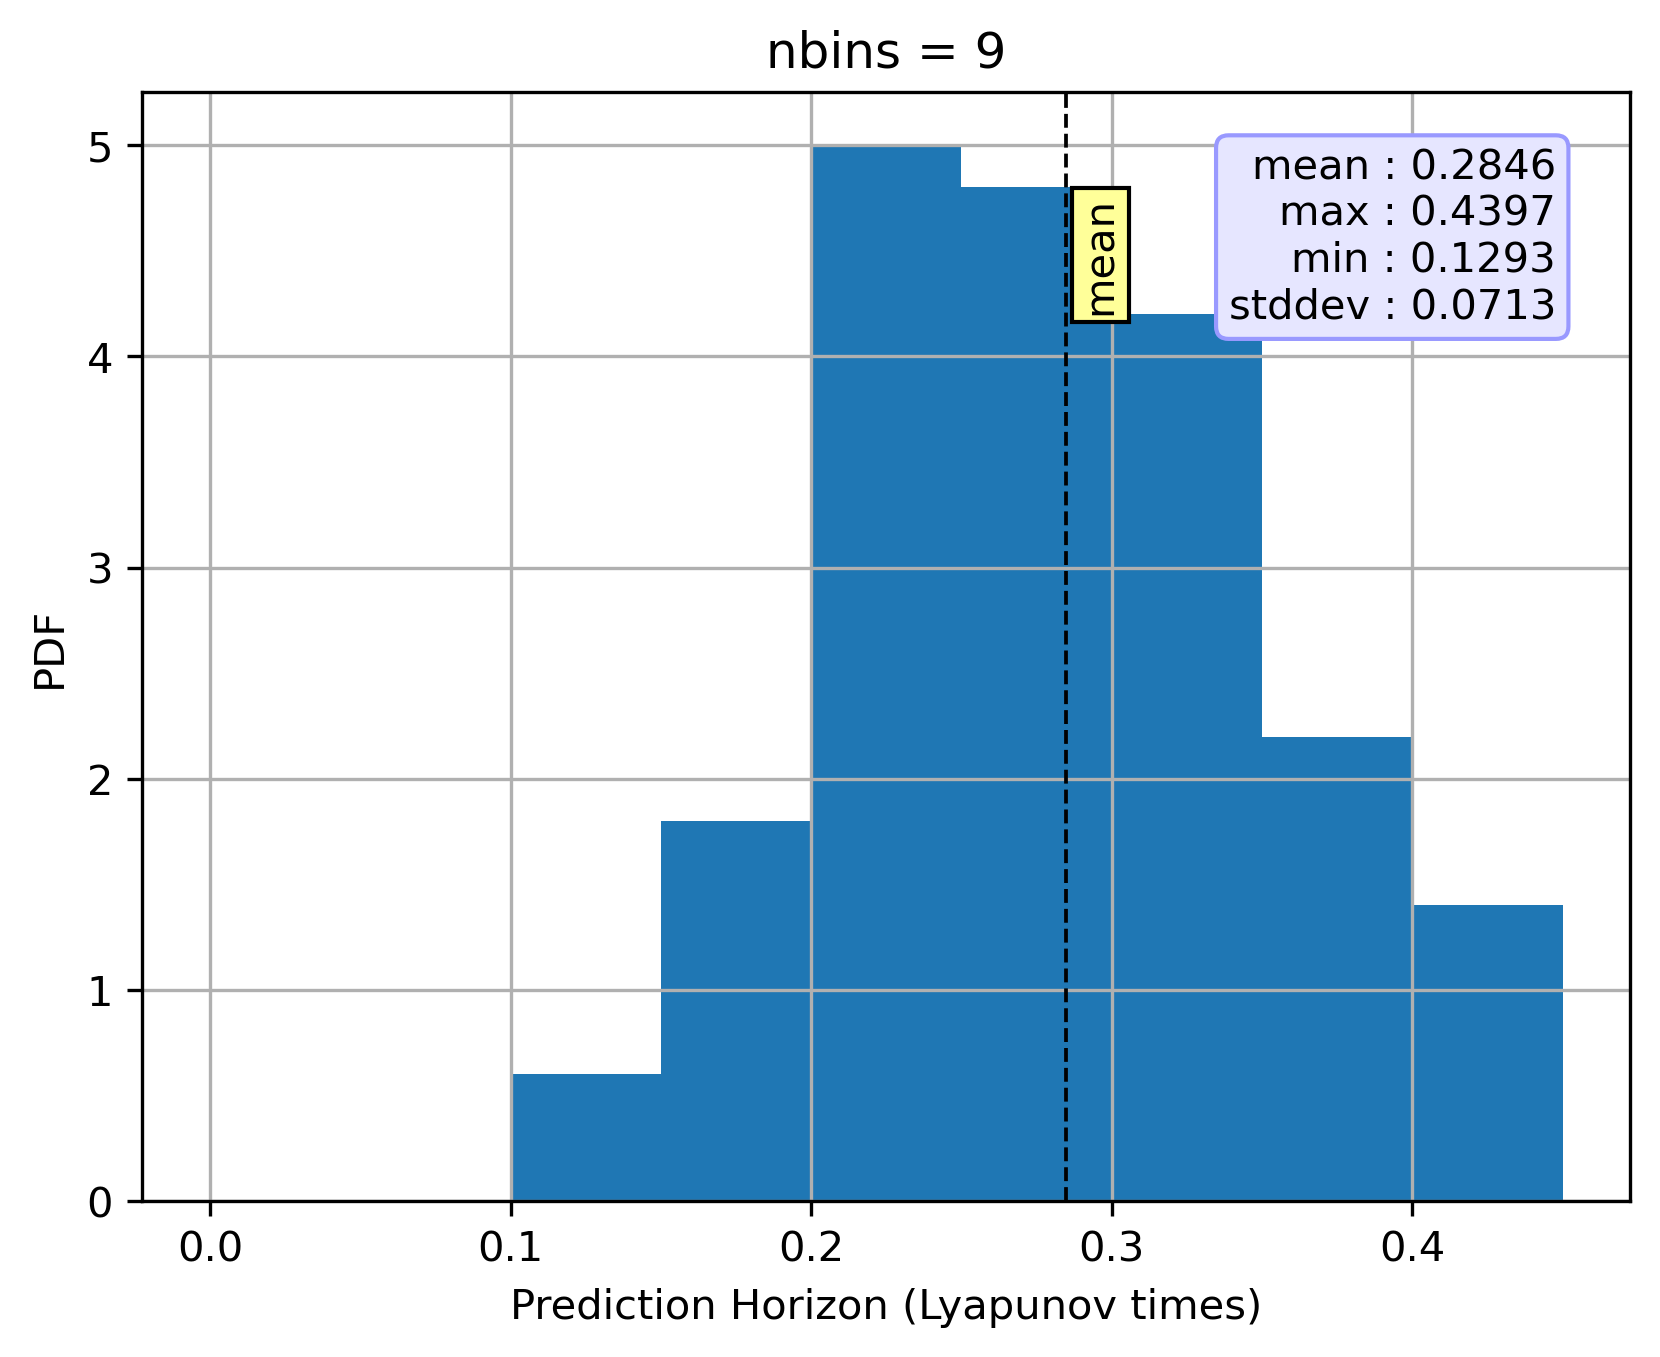 nbins = 9
mean : 0.2846
max : 0.4397
min : 0.1293
stddev : 0.0713
mean
PDF
5
4
3
2
1
0
0.0 0.1 0.2 0.3 0.4
Prediction Horizon (Lyapunov times)